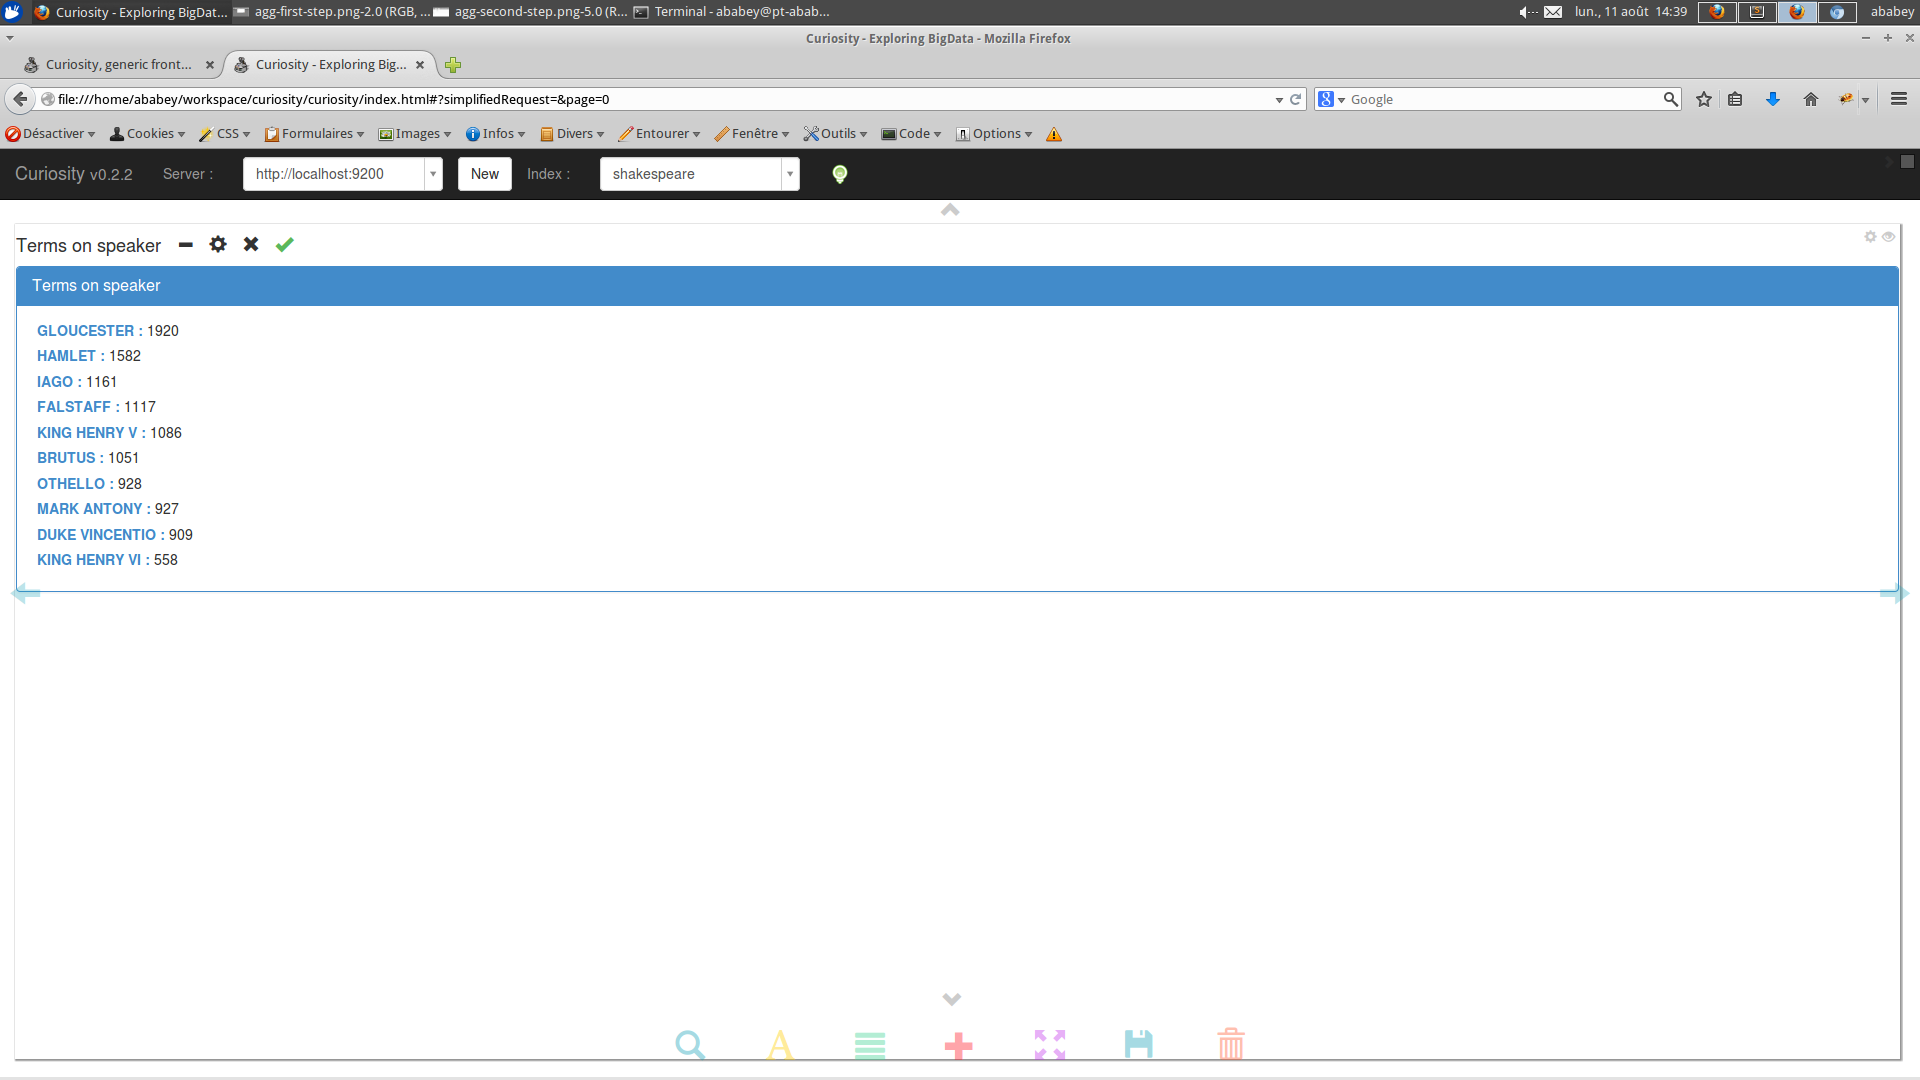 Curiosity - Exploring BigDat... agg-first-step.png-2.0 (RGB, ... agg-second-step.png-5.0 (R... Terminal - ababey@pt-abab... lun., 11 août 14:39 ababey
Curiosity - Exploring BigData - Mozilla Firefox
Curiosity, generic front... Curiosity - Exploring Big...
file:///home/ababey/workspace/curiosity/curiosity/index.html#?simplifiedRequest=&page=0 Google
Désactiver Cookies CSS Formulaires Images Infos Divers Entourer Fenêtre Outils Code Options
Curiosity v0.2.2 Server : http://localhost:9200 New Index : shakespeare
Terms on speaker
Terms on speaker
GLOUCESTER : 1920
HAMLET : 1582
IAGO : 1161
FALSTAFF : 1117
KING HENRY V : 1086
BRUTUS : 1051
OTHELLO : 928
MARK ANTONY : 927
DUKE VINCENTIO : 909
KING HENRY VI : 558
A